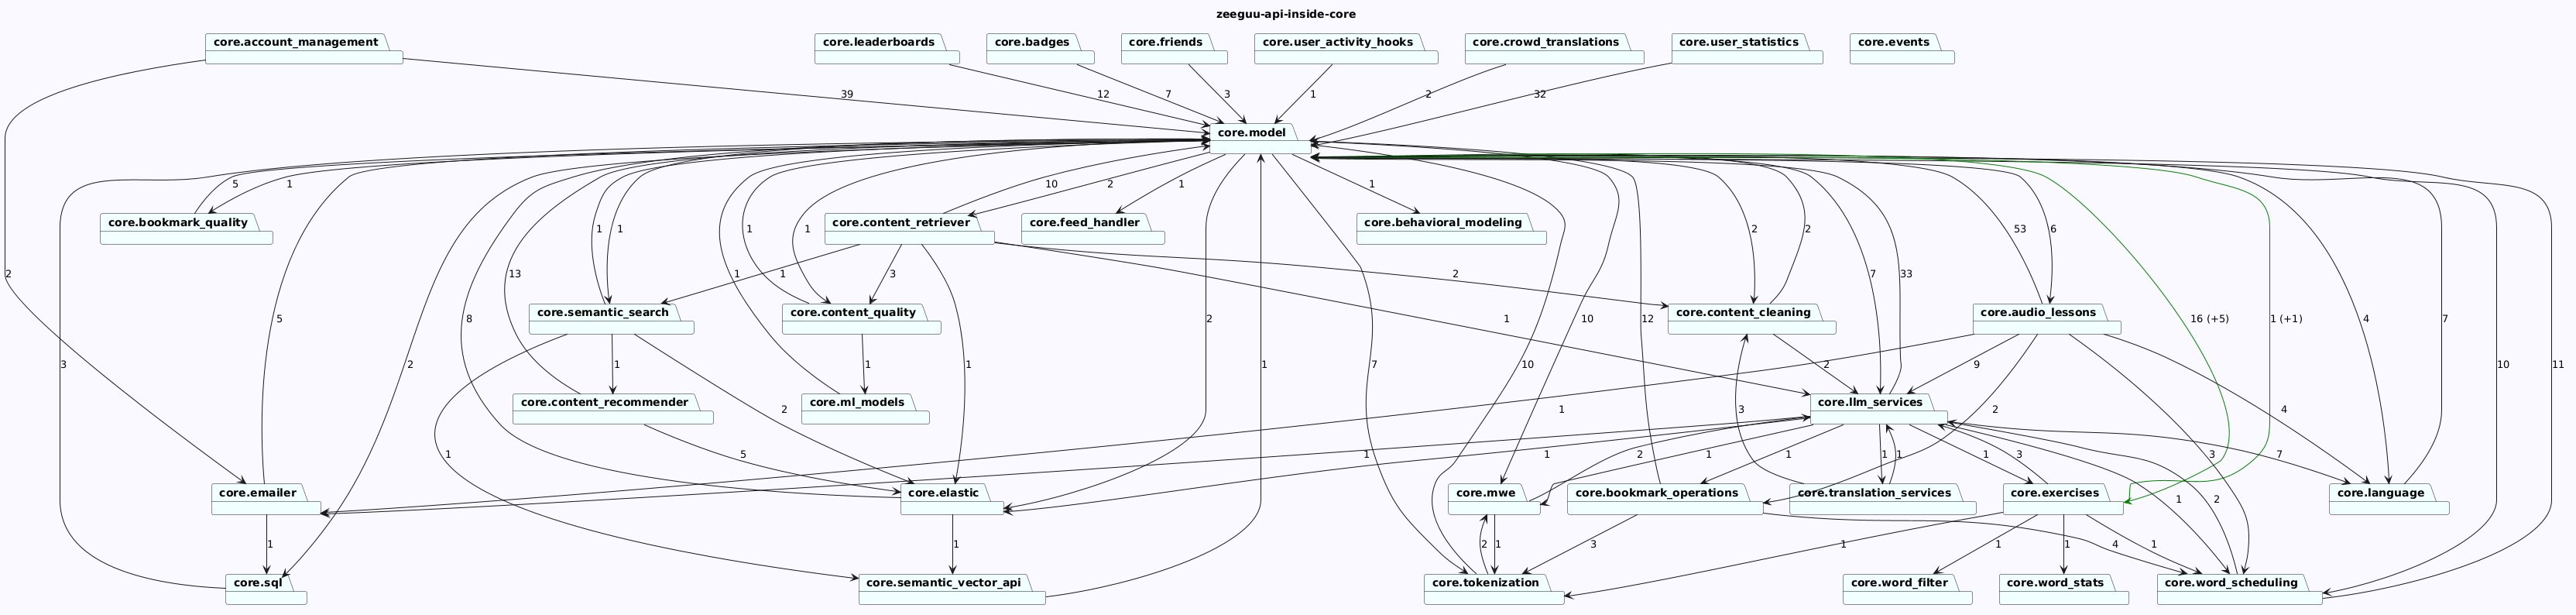 zeeguu-api-inside-core
core.account_management
core.leaderboards
core.badges
core.friends
core.user_activity_hooks
core.crowd_translations
core.user_statistics
core.events
39
12
7
3
1
2
32
core.model
5
1
1
1
1
1
10
2
1
1
2
53
6
core.bookmark_quality
core.content_retriever
core.feed_handler
core.behavioral_modeling
2
13
1
1
3
2
7
33
core.semantic_search
core.content_quality
core.content_cleaning
core.audio_lessons
5
8
2
1
10
12
16 (+5)
1 (+1)
4
7
3
2
1
1
1
1
7
2
9
10
11
core.content_recommender
core.ml_models
core.llm_services
2
10
1
3
2
4
1
5
1
1
2
1
1
1
1
1
3
3
7
core.emailer
core.elastic
core.mwe
core.bookmark_operations
core.translation_services
core.exercises
core.language
1
2
1
1
2
1
3
1
1
1
1
4
core.sql
core.semantic_vector_api
core.tokenization
core.word_filter
core.word_stats
core.word_scheduling